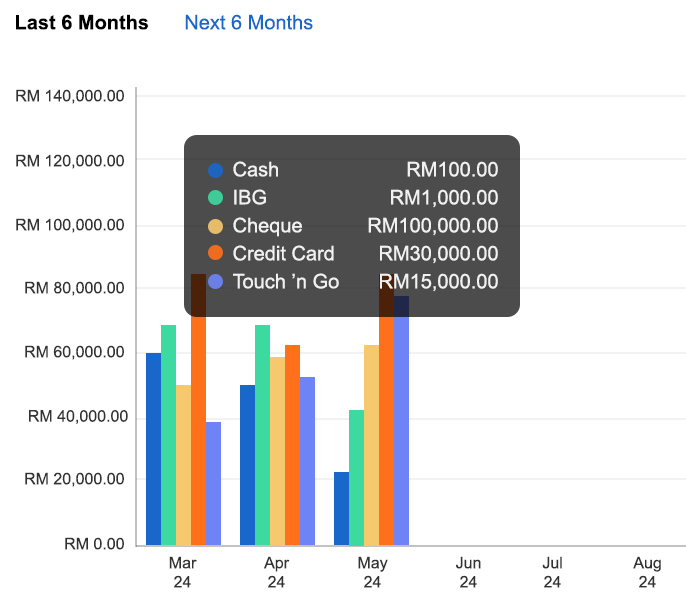 Last 6 Months Next 6 Months
RM 140,000.00
RM 120,000.00
RM 100,000.00
RM 80,000.00
RM 60,000.00
RM 40,000.00
RM 20,000.00
RM 0.00
Cash RM100.00
IBG RM1,000.00
Cheque RM100,000.00
Credit Card RM30,000.00
Touch ’n Go RM15,000.00
Mar Apr May Jun Jul Aug
24 24 24 24 24 24